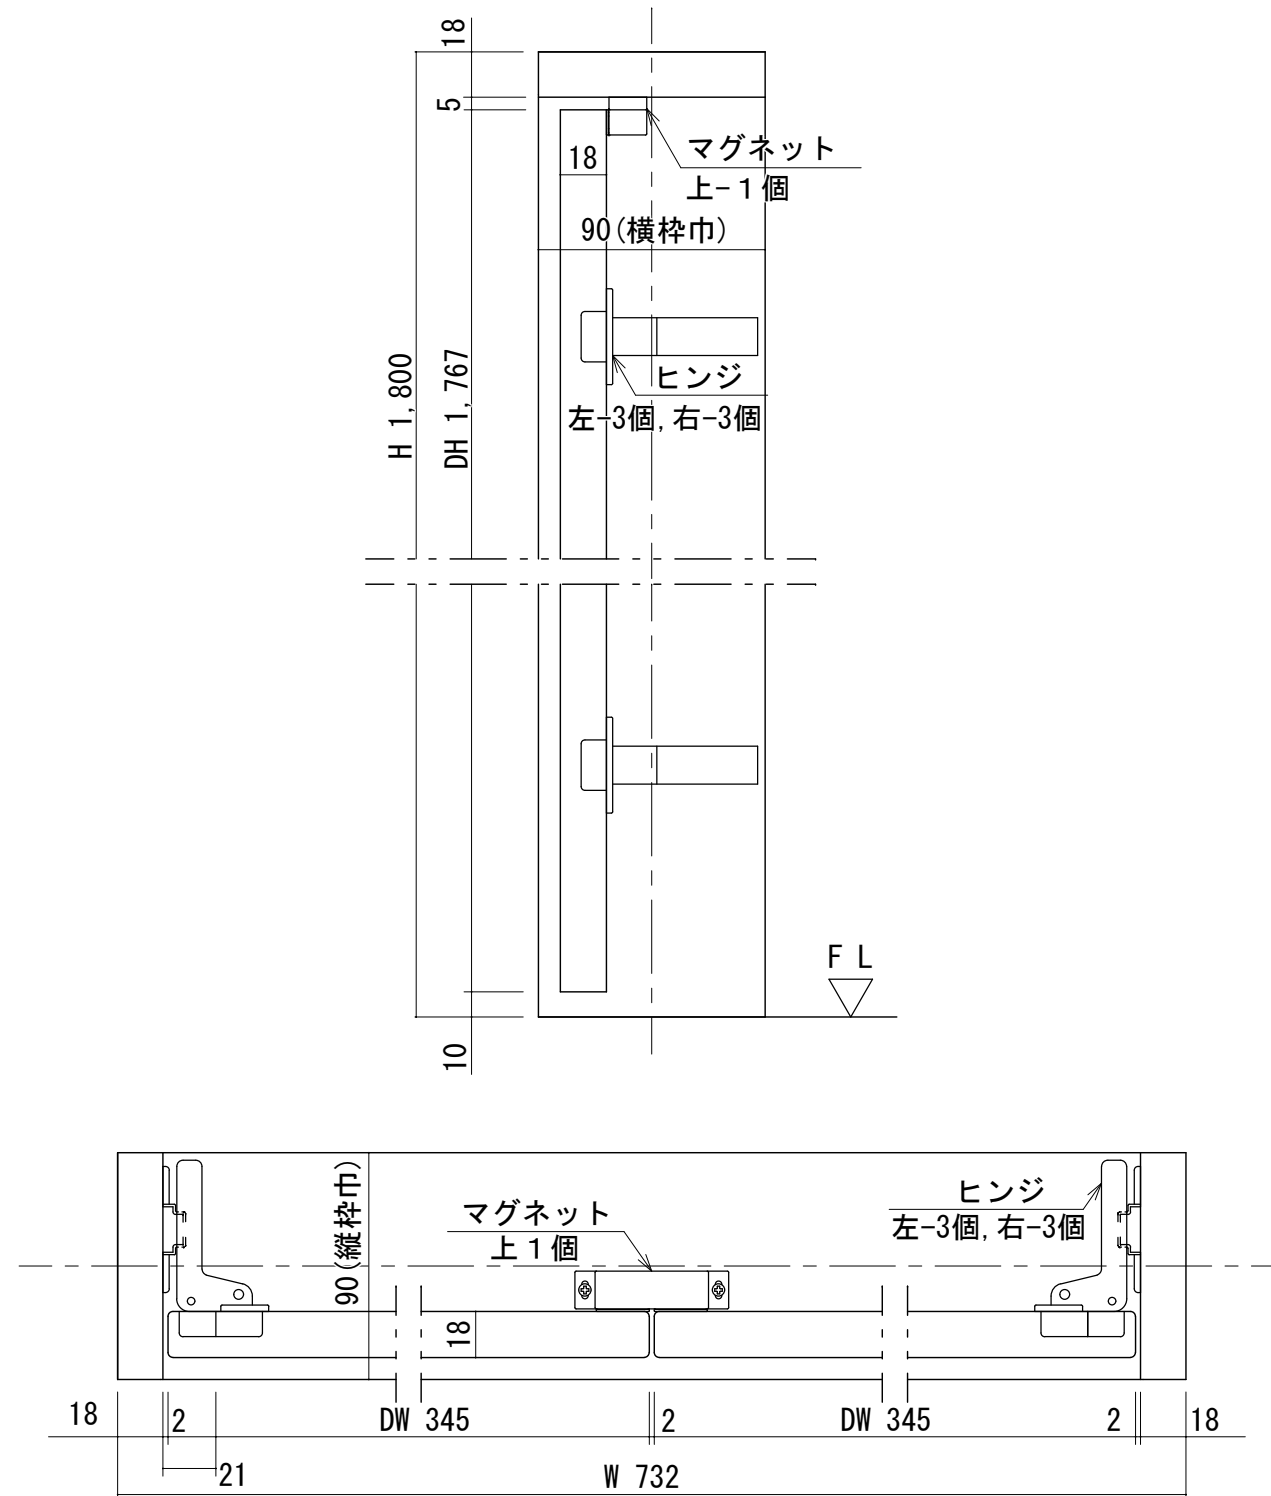 18
5
マグネット
上-1個
18
90(横枠巾)
H 1,800
DH 1,767
ヒンジ
左-3個,右-3個
FL
10
90(縦枠巾)
マグネット
上1個
ヒンジ
左-3個,右-3個
18
18
2
DW 345
2
DW 345
2
18
21
W 732